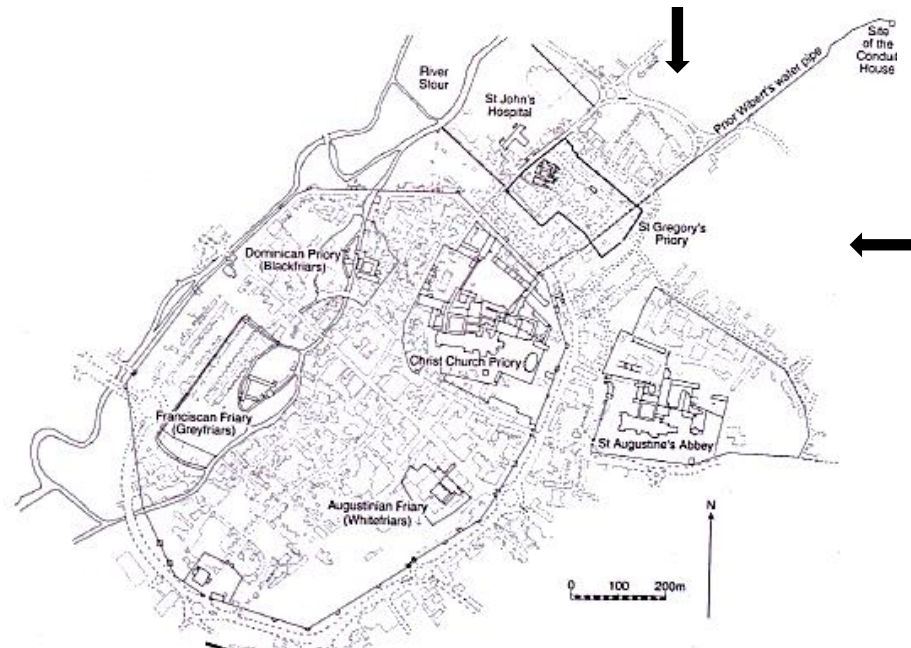 Site
of the
Conduit
House
River
Stour
Prior Wibert's water pipe
St John's
Hospital
St Gregory's
Priory
Dominican Priory
(Blackfriars)
Christ Church Priory
Franciscan Friary
(Greyfriars)
St Augustine's Abbey
Augustinian Friary
(Whitefriars)
N
0 100 200m